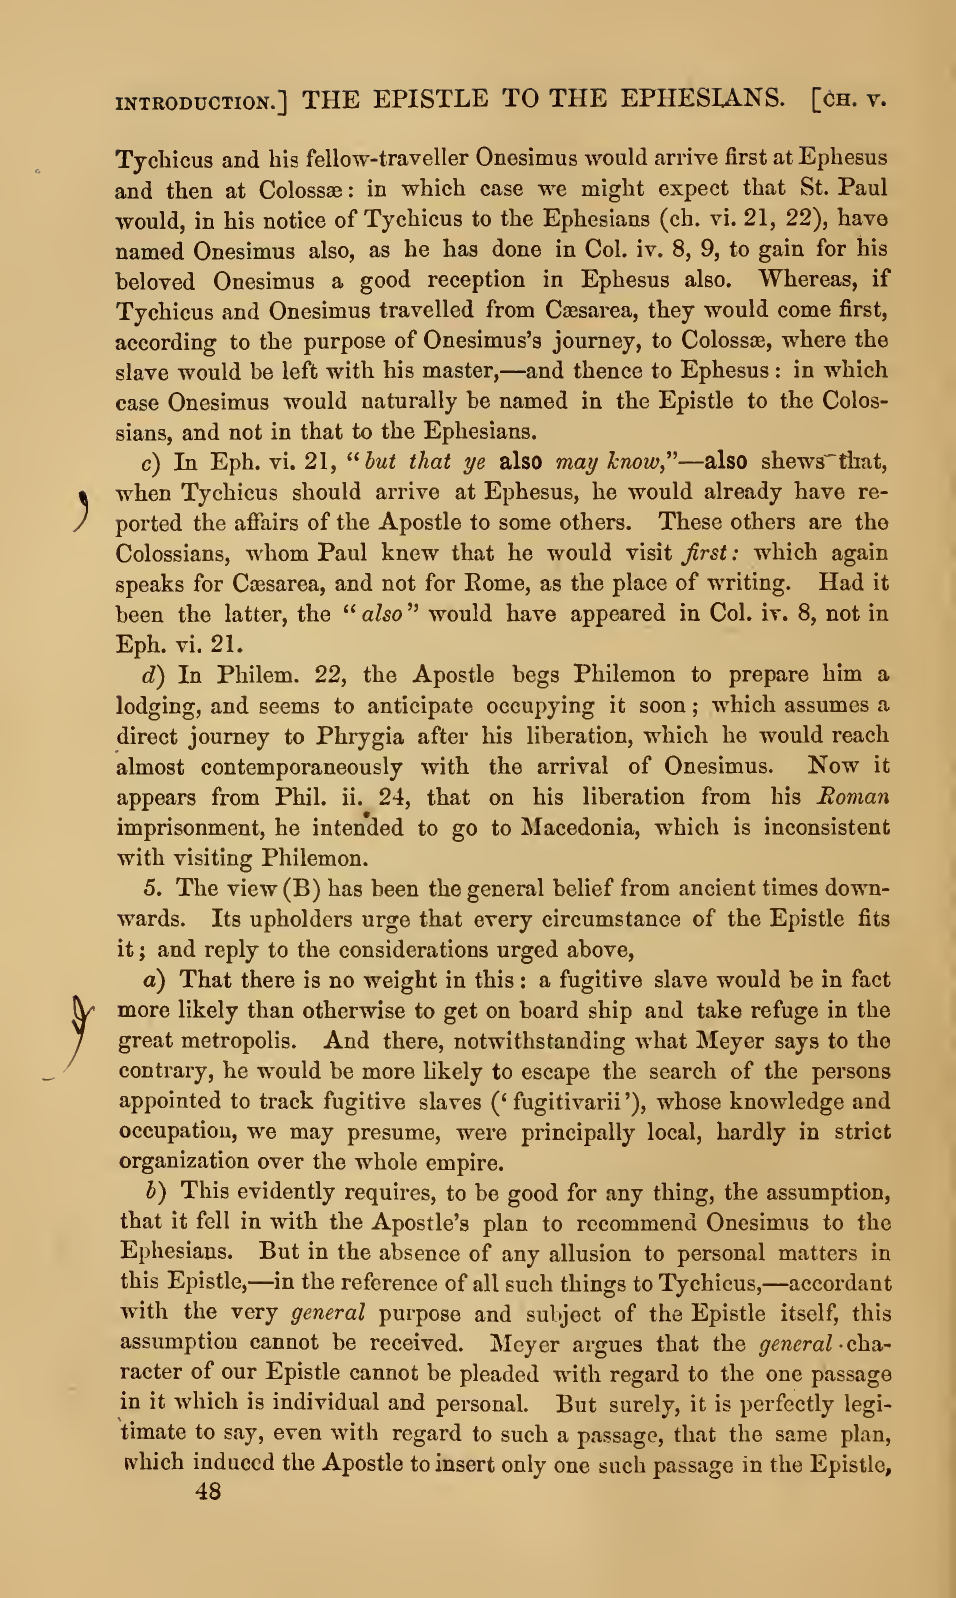 INTRODUCTION.] THE EPISTLE TO THE EPHESIANS. [CH. V.
Tychicus and his fellow-traveller Onesimus would arrive first at Ephesus
and then at Colossæ: in which case we might expect that St. Paul
would, in his notice of Tychicus to the Ephesians (ch. vi. 21, 22), have
named Onesimus also, as he has done in Col. iv. 8, 9, to gain for his
beloved Onesimus a good reception in Ephesus also. Whereas, if
Tychicus and Onesimus travelled from Cæsarea, they would come first,
according to the purpose of Onesimus's journey, to Colossæ, where the
slave would be left with his master,—and thence to Ephesus: in which
case Onesimus would naturally be named in the Epistle to the Colos-
sians, and not in that to the Ephesians.
c) In Eph. vi. 21, "but that ye also may know,"—also shews that,
when Tychicus should arrive at Ephesus, he would already have re-
ported the affairs of the Apostle to some others. These others are the
Colossians, whom Paul knew that he would visit first: which again
speaks for Cæsarea, and not for Rome, as the place of writing. Had it
been the latter, the "also" would have appeared in Col. iv. 8, not in
Eph. vi. 21.
d) In Philem. 22, the Apostle begs Philemon to prepare him a
lodging, and seems to anticipate occupying it soon; which assumes a
direct journey to Phrygia after his liberation, which he would reach
almost contemporaneously with the arrival of Onesimus. Now it
appears from Phil. ii. 24, that on his liberation from his Roman
imprisonment, he intended to go to Macedonia, which is inconsistent
with visiting Philemon.
5. The view (B) has been the general belief from ancient times down-
wards. Its upholders urge that every circumstance of the Epistle fits
it; and reply to the considerations urged above,
a) That there is no weight in this: a fugitive slave would be in fact
more likely than otherwise to get on board ship and take refuge in the
great metropolis. And there, notwithstanding what Meyer says to the
contrary, he would be more likely to escape the search of the persons
appointed to track fugitive slaves ('fugitivarii'), whose knowledge and
occupation, we may presume, were principally local, hardly in strict
organization over the whole empire.
b) This evidently requires, to be good for any thing, the assumption,
that it fell in with the Apostle's plan to recommend Onesimus to the
Ephesians. But in the absence of any allusion to personal matters in
this Epistle,—in the reference of all such things to Tychicus,—accordant
with the very general purpose and subject of the Epistle itself, this
assumption cannot be received. Meyer argues that the general cha-
racter of our Epistle cannot be pleaded with regard to the one passage
in it which is individual and personal. But surely, it is perfectly legi-
timate to say, even with regard to such a passage, that the same plan,
which induced the Apostle to insert only one such passage in the Epistle,
48